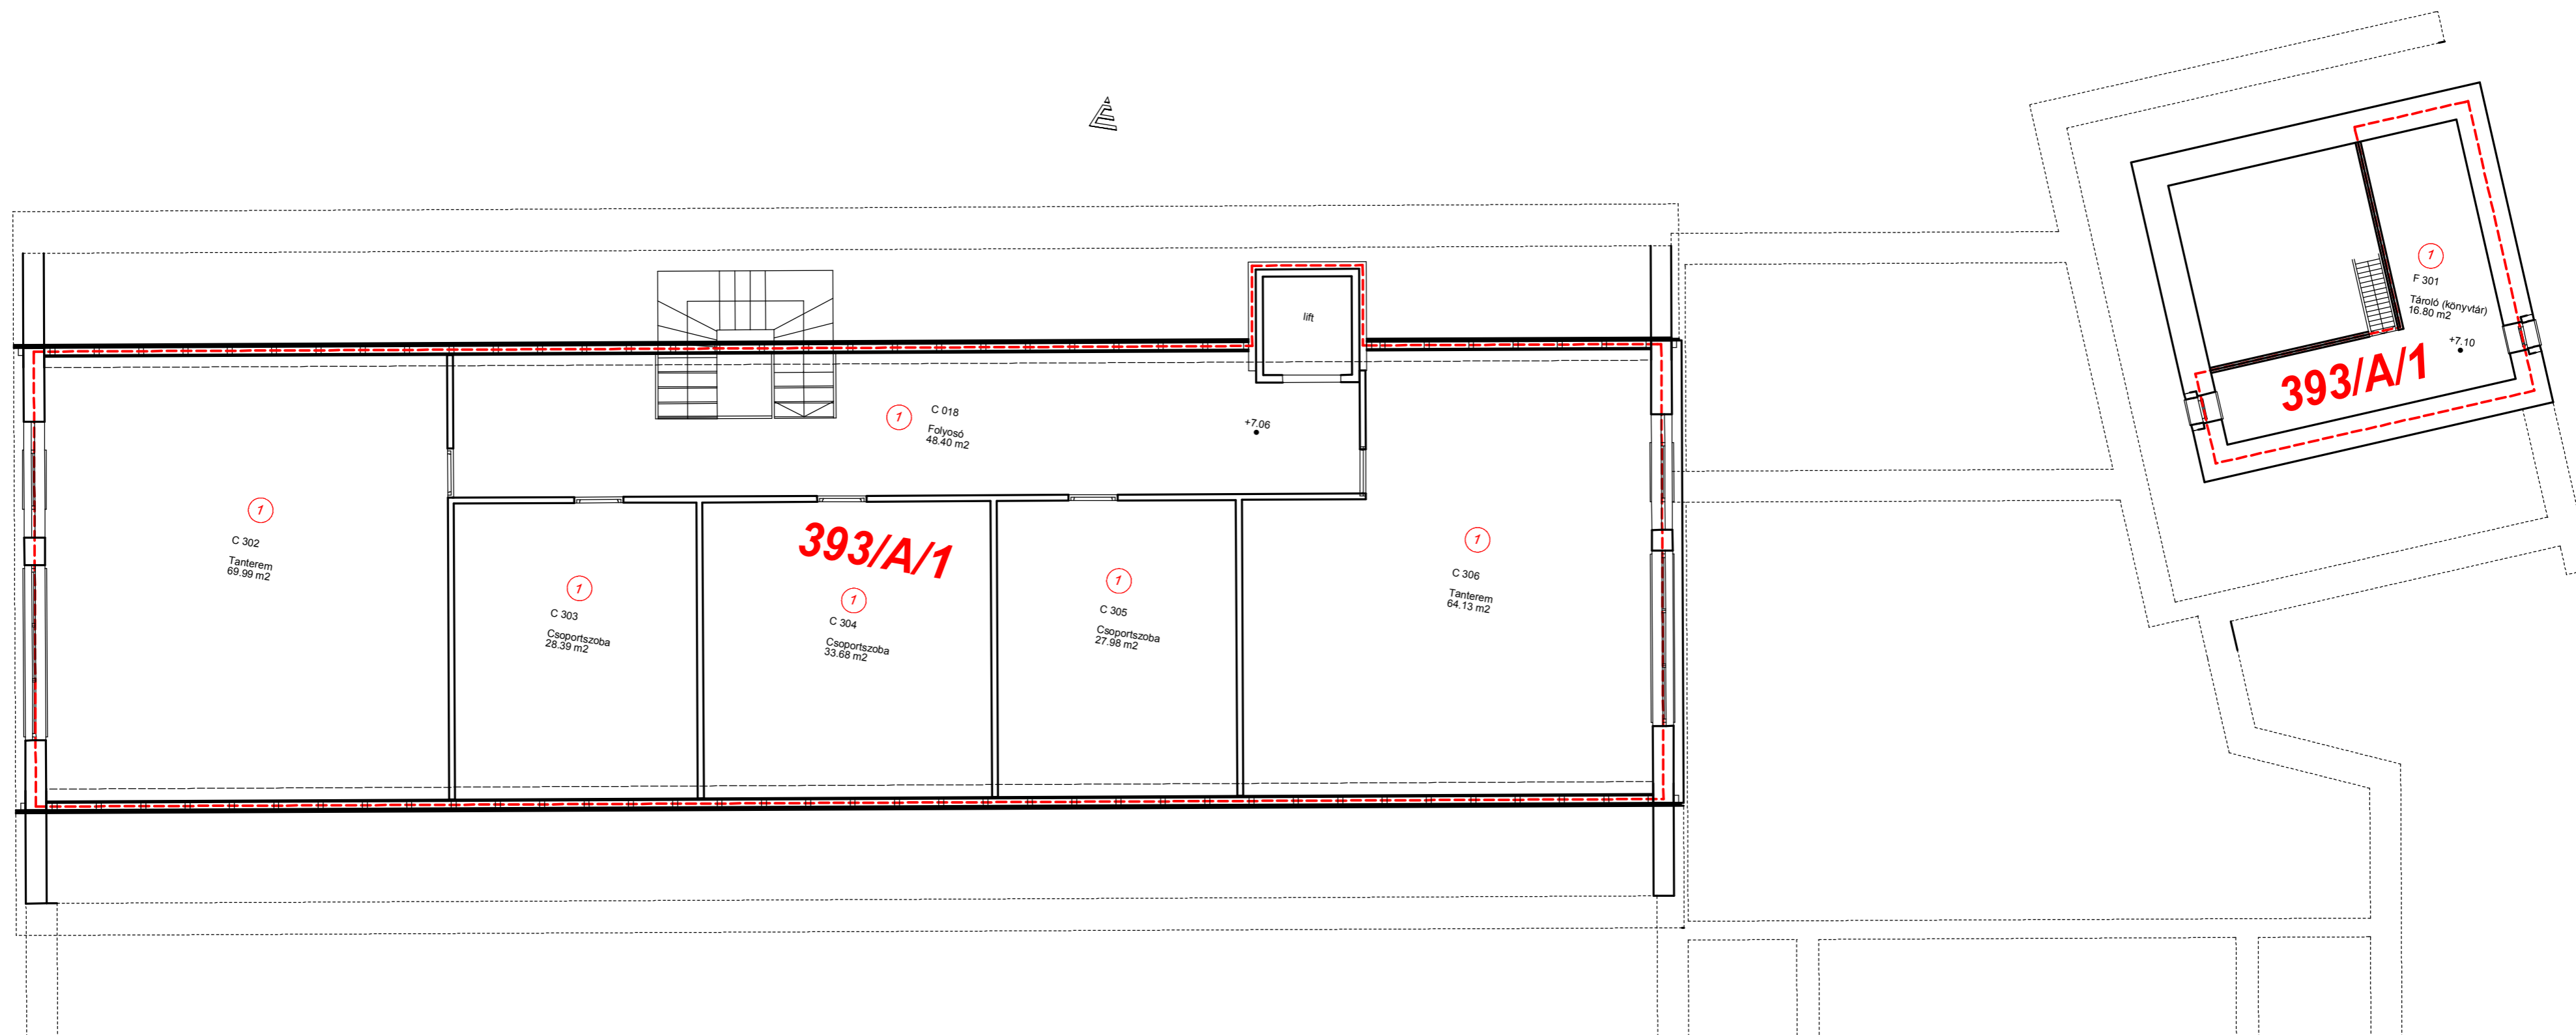 É
lift
1
C 018
Folyosó
48.40 m2
+7.06
1
C 302
Tanterem
69.99 m2
1
C 303
Csoportszoba
28.39 m2
393/A/1
1
C 304
Csoportszoba
33.68 m2
1
C 305
Csoportszoba
27.98 m2
1
C 306
Tanterem
64.13 m2
1
F 301
Tároló (könyvtár)
16.80 m2
+7.10
393/A/1